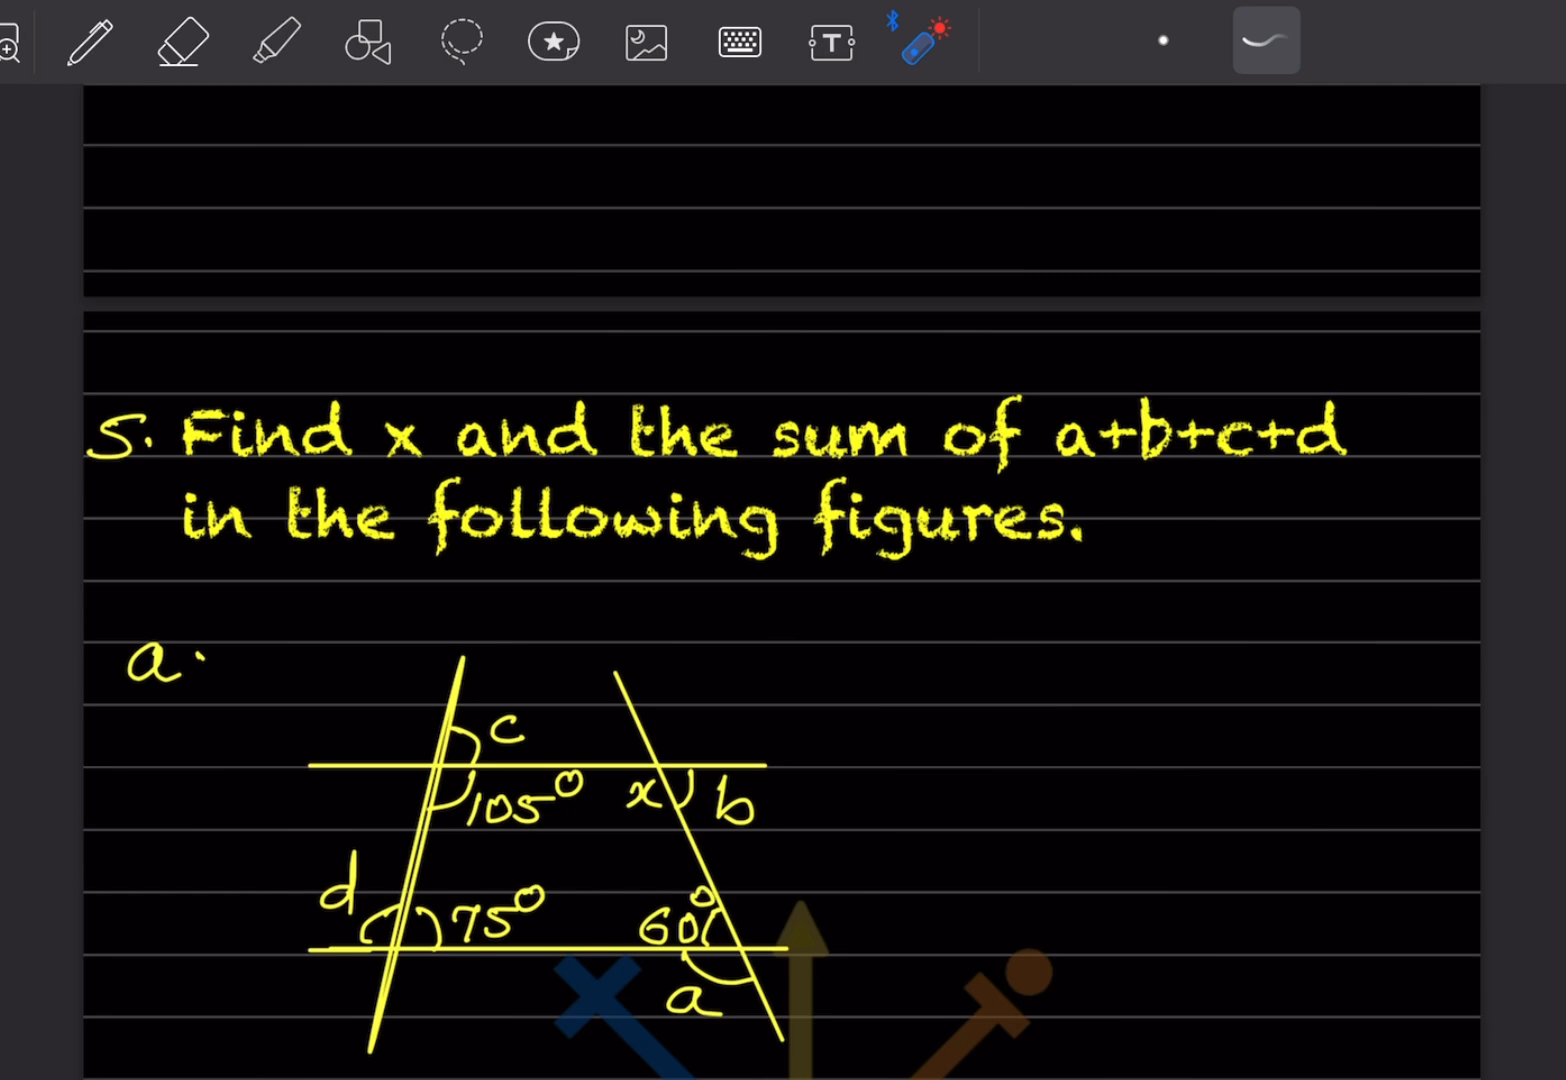 5. Find x and the sum of a+b+c+d
in the following figures.
a.
c
105° x b
d 75° 60°
a